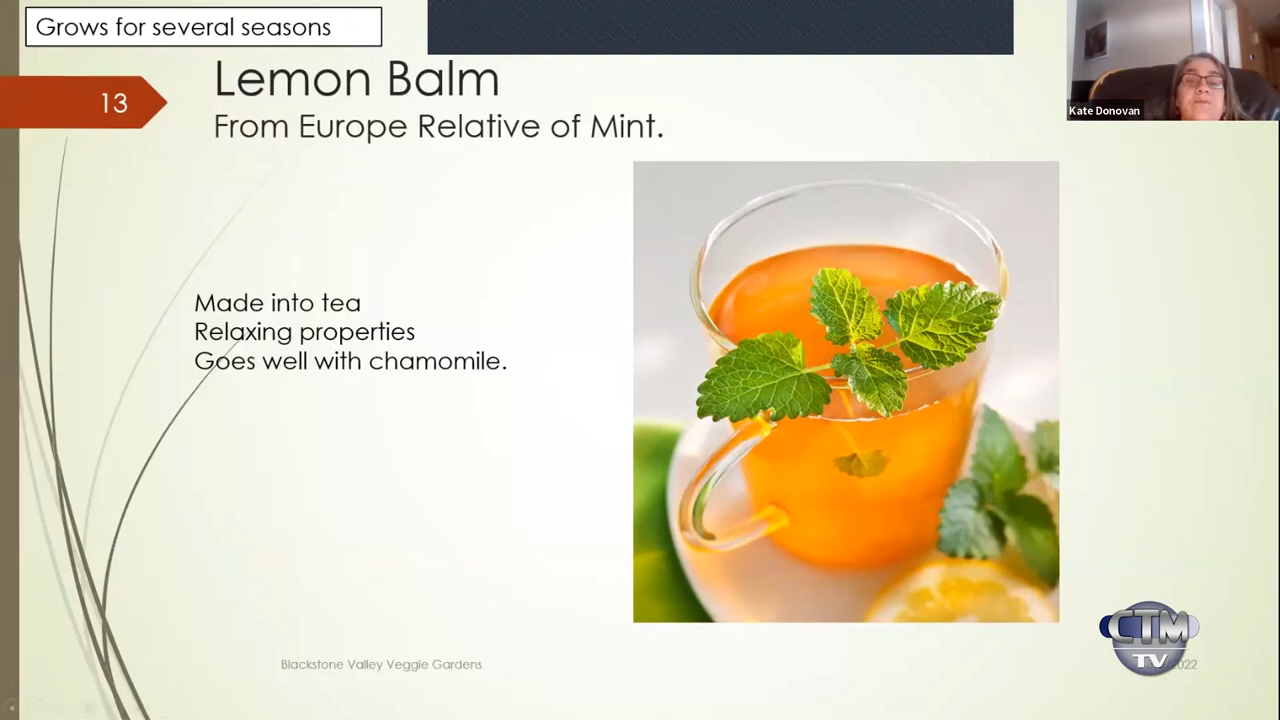 Grows for several seasons
13
Lemon Balm
From Europe Relative of Mint.
Kate Donovan
Made into tea
Relaxing properties
Goes well with chamomile.
Blackstone Valley Veggie Gardens
CTM
TV
2022